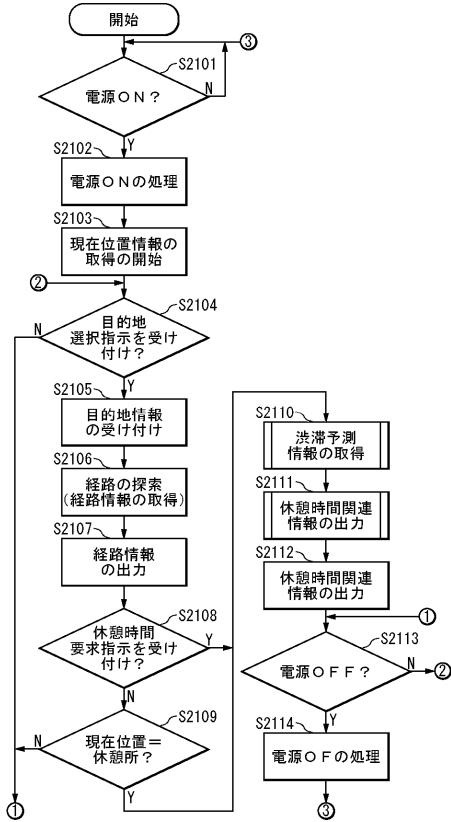 開始
③
S2101
電源ON？
N
Y
S2102
電源ONの処理
S2103
現在位置情報の
取得の開始
②
S2104
目的地
選択指示を受け
付け？
N
Y
S2105
目的地情報
の受け付け
S2106
経路の探索
(経路情報の取得)
S2107
経路情報
の出力
S2108
休憩時間
要求指示を受け
付け？
Y
N
S2109
現在位置＝
休憩所？
N
Y
①
S2110
渋滞予測
情報の取得
S2111
休憩時間関連
情報の出力
S2112
休憩時間関連
情報の出力
①
S2113
電源OFF？
N
②
Y
S2114
電源OFの処理
③